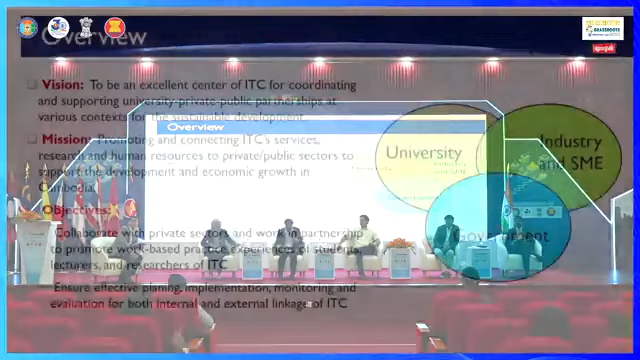 Overview
GRASSROOTS
Vision: To be an excellent center of ITC for coordinating
and supporting university-private-public partnerships at
various contexts for the sustainable development.
Overview
Mission: Promoting and connecting ITC's services,
research and human resources to private/public sectors to
support the development and economic growth in
Cambodia.
Objectives:
Collaborate with private sectors and work in partnership
to promote work-based practice experiences of students,
lecturers, and researchers of ITC
Ensure effective planing, implementation, monitoring and
evaluation for both internal and external linkage of ITC
University
Industry
and SME
Government